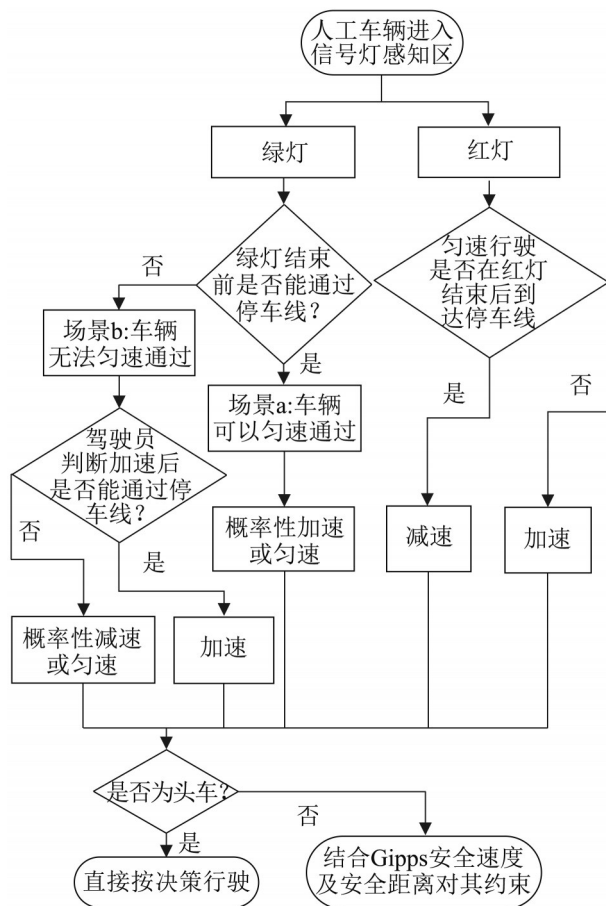 人工车辆进入
信号灯感知区
绿灯
红灯
绿灯结束
前是否能通过
停车线？
匀速行驶
是否在红灯
结束后到
达停车线
否
场景b:车辆
无法匀速通过
是
场景a:车辆
可以匀速通过
是
否
驾驶员
判断加速后
是否能通过停
车线？
否
是
概率性加速
或匀速
减速
加速
概率性减速
或匀速
加速
是否为头车？
否
是
直接按决策行驶
结合Gipps安全速度
及安全距离对其约束